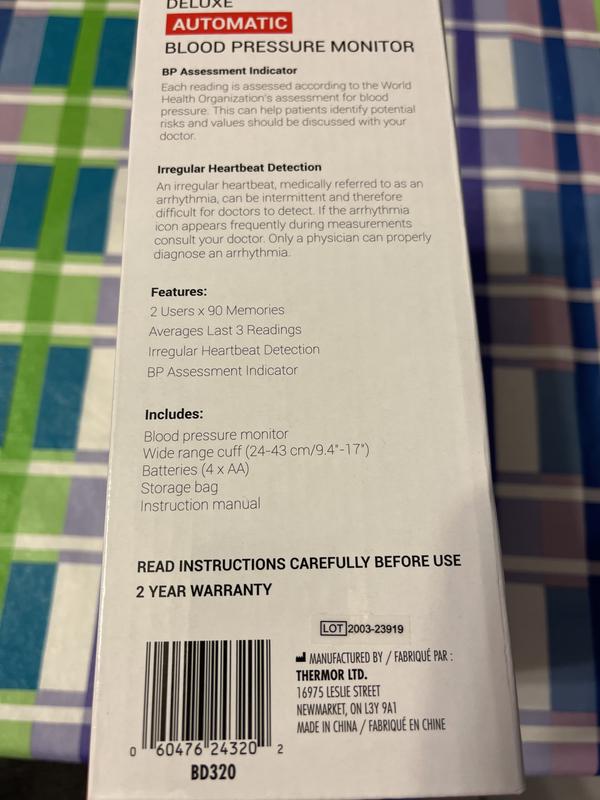 DELUXE
AUTOMATIC
BLOOD PRESSURE MONITOR
BP Assessment Indicator
Each reading is assessed according to the World
Health Organization's assessment for blood
pressure. This can help patients identify potential
risks and values should be discussed with your
doctor.
Irregular Heartbeat Detection
An irregular heartbeat, medically referred to as an
arrhythmia, can be intermittent and therefore
difficult for doctors to detect. If the arrhythmia
icon appears frequently during measurements
consult your doctor. Only a physician can properly
diagnose an arrhythmia.
Features:
2 Users x 90 Memories
Averages Last 3 Readings
Irregular Heartbeat Detection
BP Assessment Indicator
Includes:
Blood pressure monitor
Wide range cuff (24-43 cm/9.4"-17")
Batteries (4 x AA)
Storage bag
Instruction manual
READ INSTRUCTIONS CAREFULLY BEFORE USE
2 YEAR WARRANTY
LOT 2003-23919
MANUFACTURED BY / FABRIQUÉ PAR :
THERMOR LTD.
16975 LESLIE STREET
NEWMARKET, ON L3Y 9A1
MADE IN CHINA / FABRIQUÉ EN CHINE
0 60476 24320 2
BD320